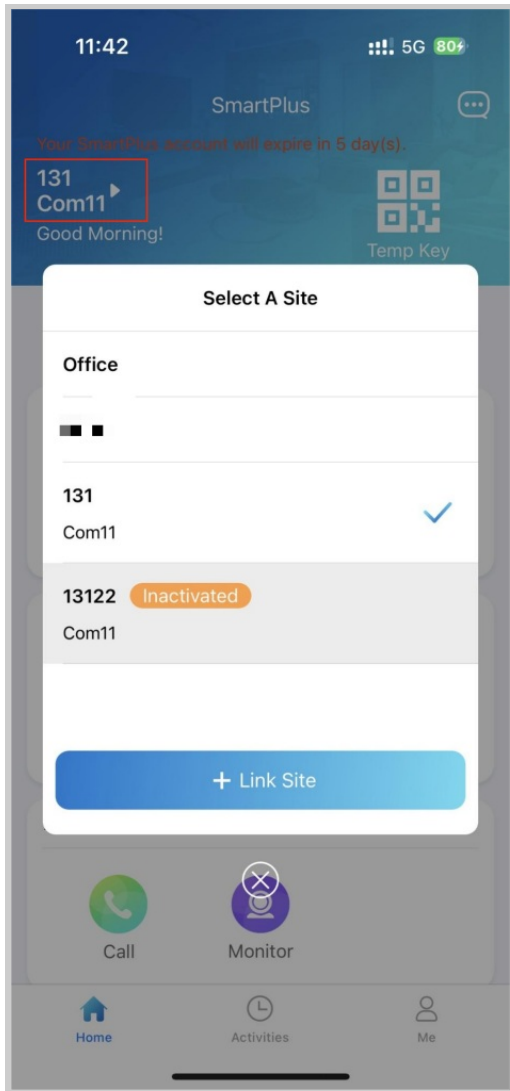 11:42
5G 80
SmartPlus
Your SmartPlus account will expire in 5 day(s).
131
Com11
Good Morning!
Temp Key
Select A Site
Office
131
Com11
13122 Inactivated
Com11
+ Link Site
Call Monitor
Home Activities Me